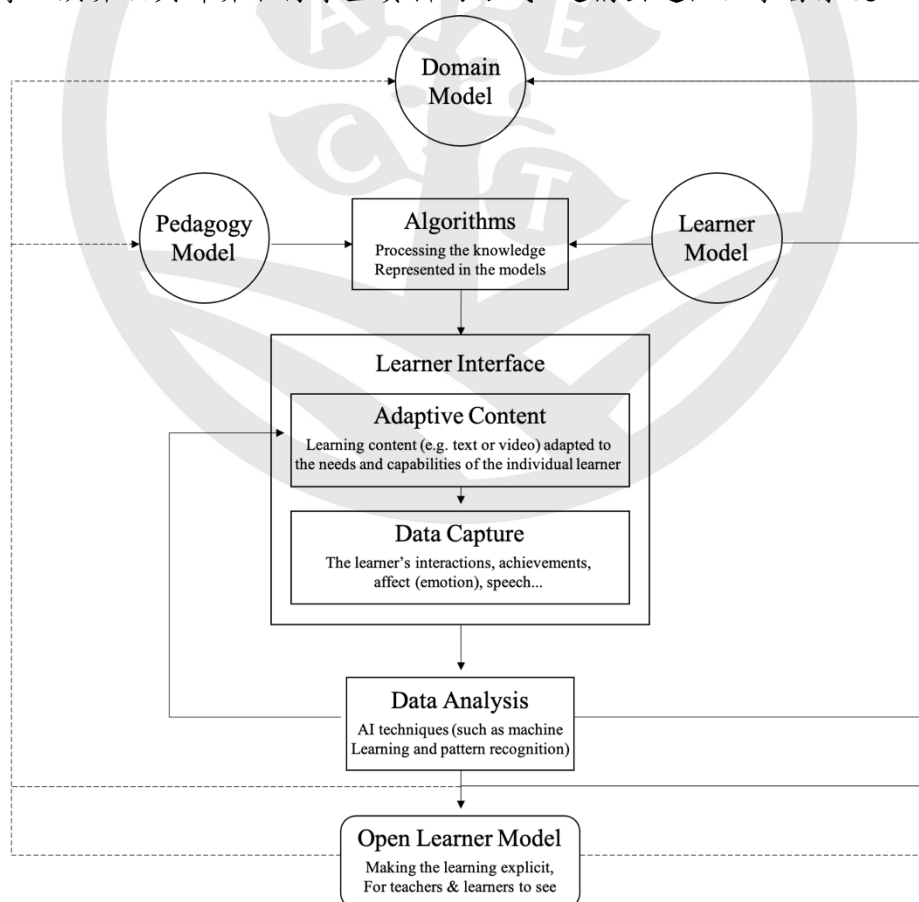 Domain
Model
Pedagogy
Model
Algorithms
Processing the knowledge
Represented in the models
Learner
Model
Learner Interface
Adaptive Content
Learning content (e.g. text or video) adapted to
the needs and capabilities of the individual learner
Data Capture
The learner's interactions, achievements,
affect (emotion), speech...
Data Analysis
AI techniques (such as machine
Learning and pattern recognition)
Open Learner Model
Making the learning explicit,
For teachers & learners to see
A
P
E
C
T